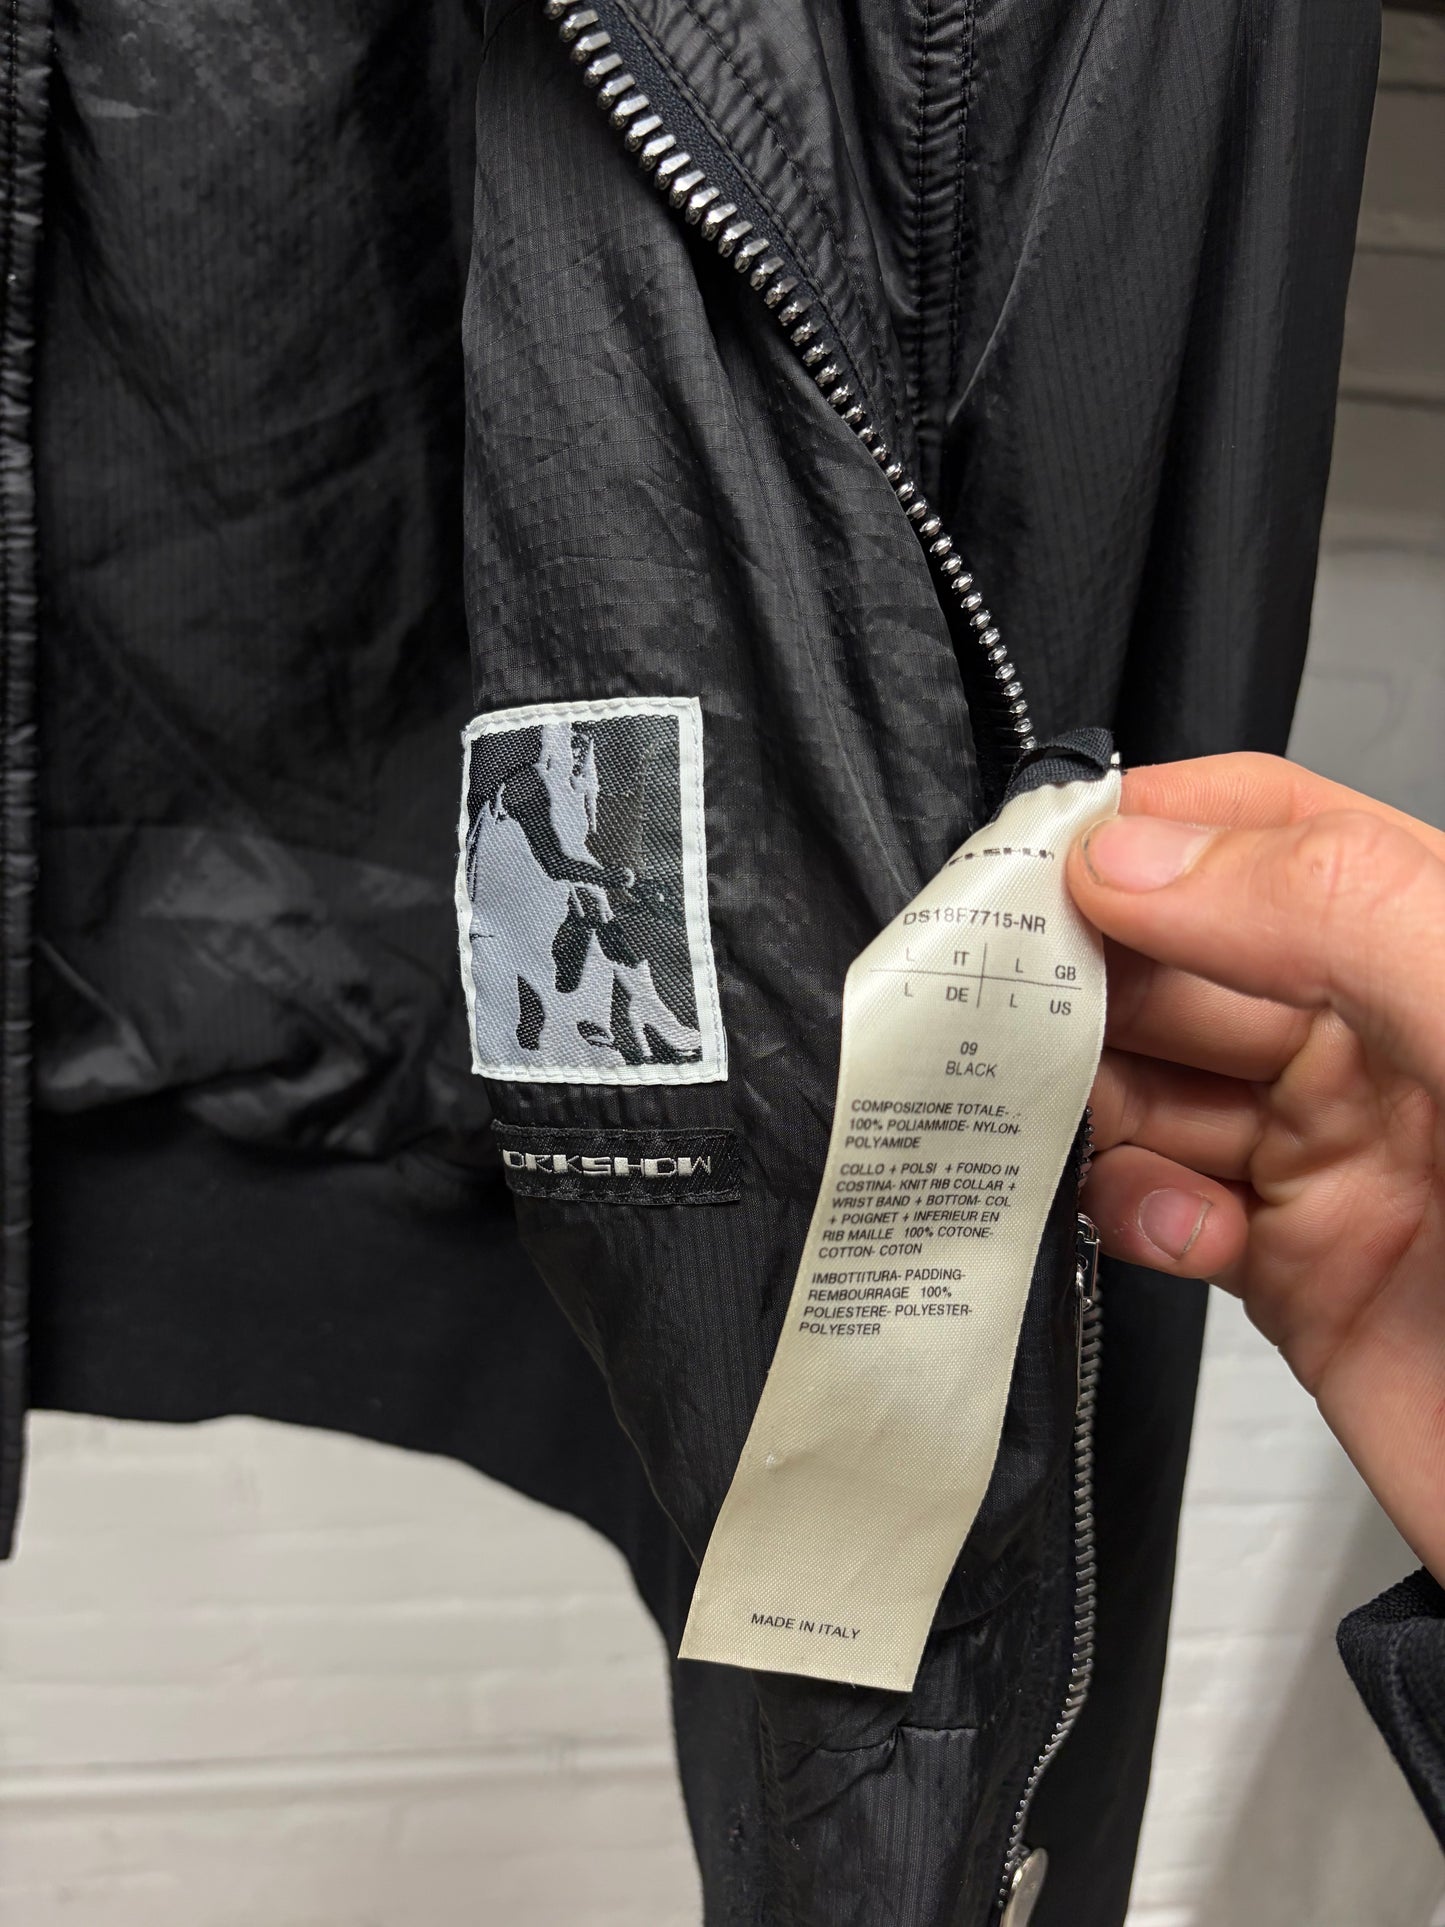 DS18F7715-NR
L IT L GB
L DE L US
09
BLACK
COMPOSIZIONE TOTALE- .-
100% POLIAMMIDE- NYLON-
POLYAMIDE
COLLO + POLSI + FONDO IN
COSTINA- KNIT RIB COLLAR +
WRIST BAND + BOTTOM- COL
+ POIGNET + INFERIEUR EN
RIB MAILLE 100% COTONE-
COTTON- COTON
IMBOTTITURA- PADDING-
REMBOURRAGE 100%
POLIESTERE- POLYESTER-
POLYESTER
MADE IN ITALY